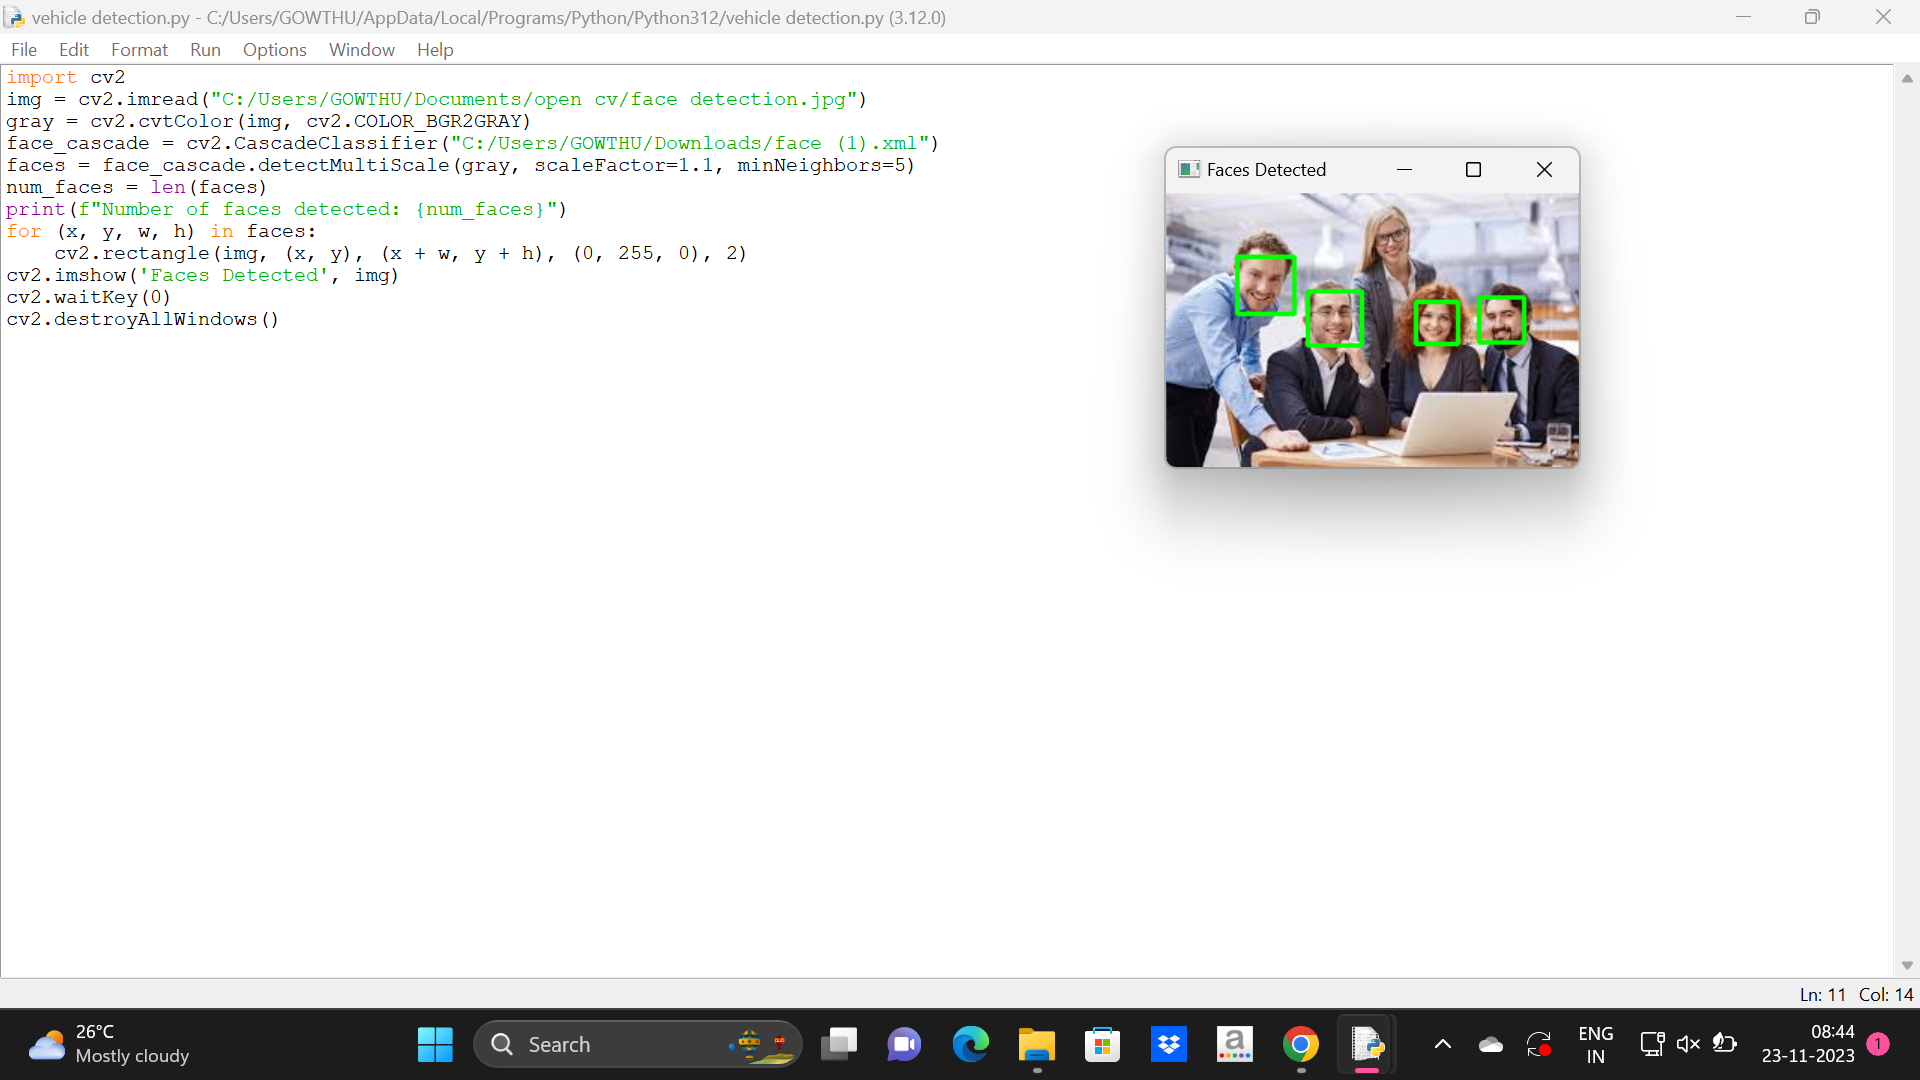 vehicle detection.py - C:/Users/GOWTHU/AppData/Local/Programs/Python/Python312/vehicle detection.py (3.12.0)
File Edit Format Run Options Window Help
import cv2
img = cv2.imread("C:/Users/GOWTHU/Documents/open cv/face detection.jpg")
gray = cv2.cvtColor(img, cv2.COLOR_BGR2GRAY)
face_cascade = cv2.CascadeClassifier("C:/Users/GOWTHU/Downloads/face (1).xml")
faces = face_cascade.detectMultiScale(gray, scaleFactor=1.1, minNeighbors=5)
num_faces = len(faces)
print(f"Number of faces detected: {num_faces}")
for (x, y, w, h) in faces:
    cv2.rectangle(img, (x, y), (x + w, y + h), (0, 255, 0), 2)
cv2.imshow('Faces Detected', img)
cv2.waitKey(0)
cv2.destroyAllWindows()
Faces Detected
Ln: 11 Col: 14
26°C
Mostly cloudy
Search
a
ENG
IN
08:44
23-11-2023
1